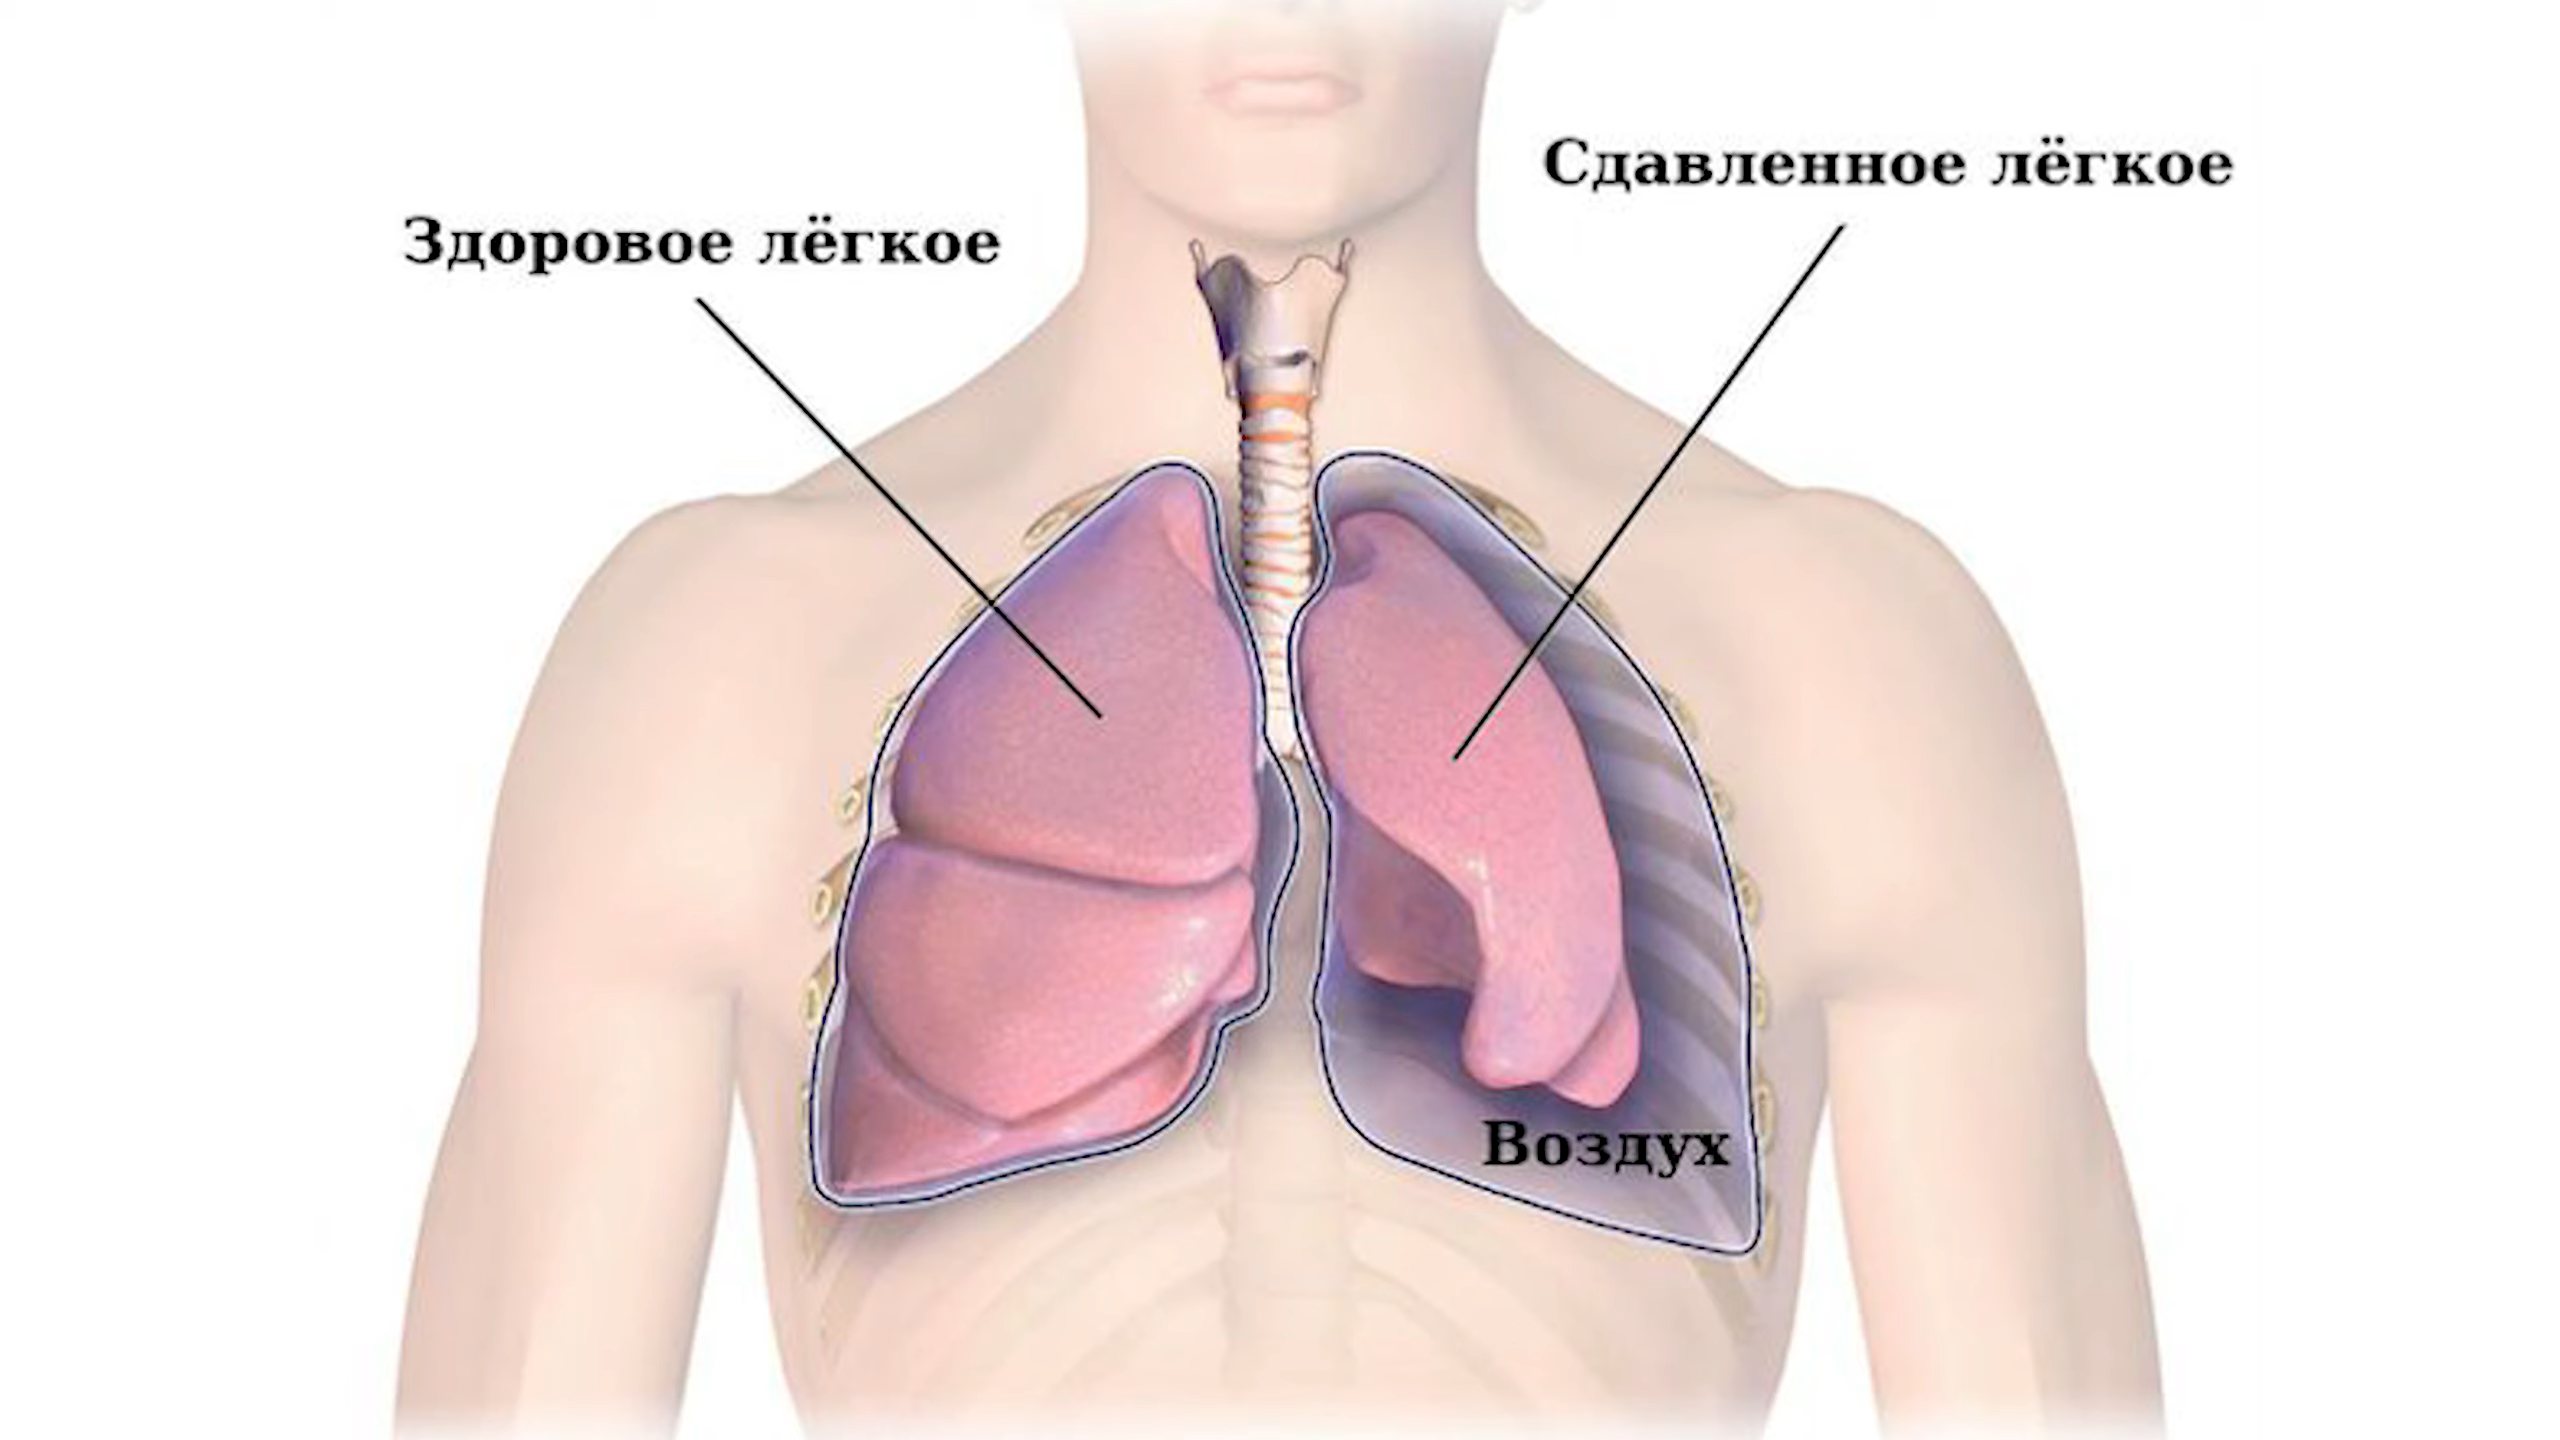 Сдавленное лёгкое
Здоровое лёгкое
Воздух